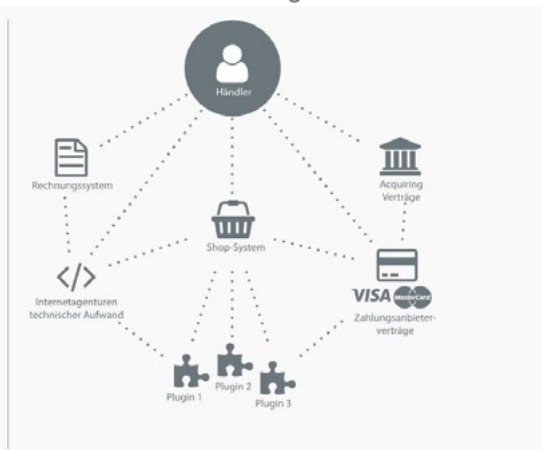 Händler
Rechnungssystem
Acquiring
Verträge
Shop-System
Internetagenturen
technischer Aufwand
VISA MasterCard
Zahlungsanbieter-
verträge
Plugin 1
Plugin 2
Plugin 3